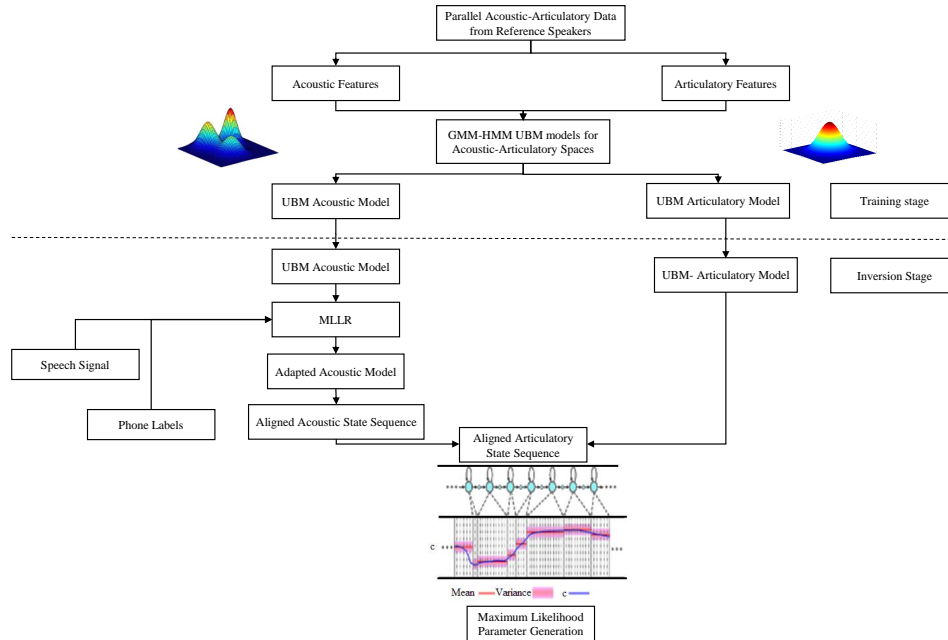 Parallel Acoustic-Articulatory Data
from Reference Speakers
Acoustic Features
Articulatory Features
GMM-HMM UBM models for
Acoustic-Articulatory Spaces
UBM Acoustic Model
UBM Articulatory Model
Training stage
UBM Acoustic Model
UBM- Articulatory Model
Inversion Stage
MLLR
Speech Signal
Adapted Acoustic Model
Phone Labels
Aligned Acoustic State Sequence
Aligned Articulatory
State Sequence
c
Mean Variance c
Maximum Likelihood
Parameter Generation